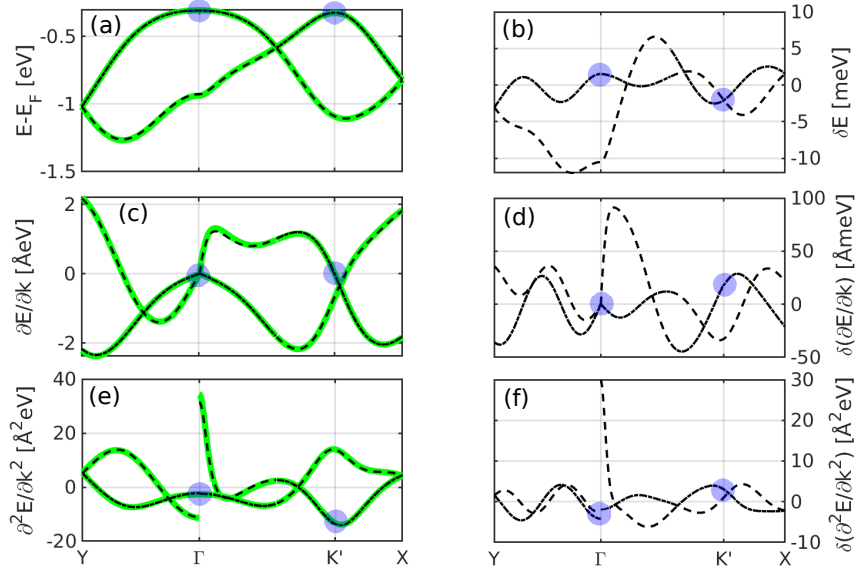 (a)
-0.5
-1
-1.5
E-E_F [eV]
(b)
10
5
0
-5
-10
δE [meV]
(c)
2
0
-2
∂E/∂k [ÅeV]
(d)
100
50
0
-50
δ(∂E/∂k) [ÅmeV]
(e)
40
20
0
-20
∂²E/∂k² [Å²eV]
Y Γ K' X
(f)
30
20
10
0
-10
δ(∂²E/∂k²) [Å²eV]
Y Γ K' X